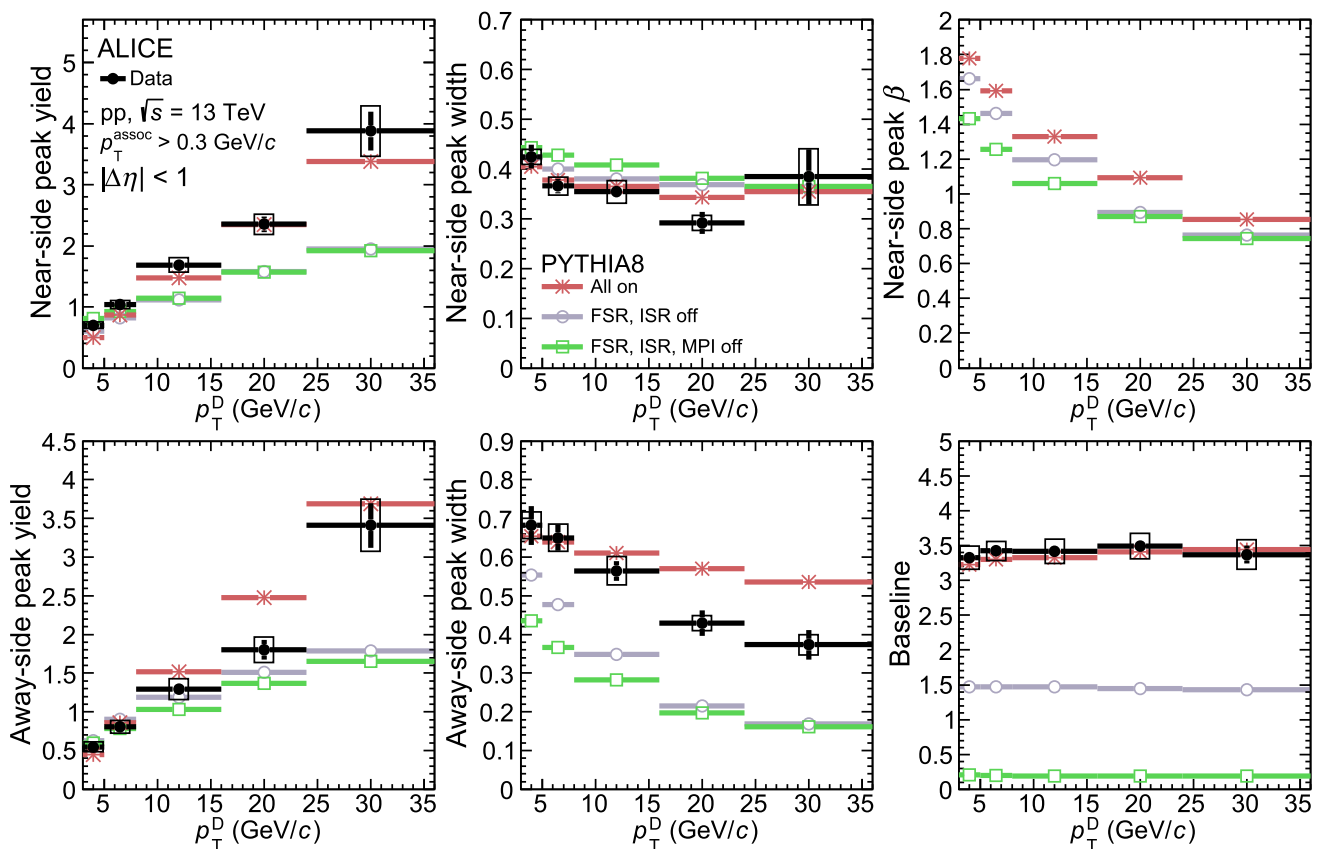 ALICE
Data
pp, √s = 13 TeV
p_T^assoc > 0.3 GeV/c
|Δη| < 1
Near-side peak yield
0
1
2
3
4
5
5 10 15 20 25 30 35
p_T^D (GeV/c)
Near-side peak width
0.7
0.6
0.5
0.4
0.3
0.2
0.1
0
PYTHIA8
All on
FSR, ISR off
FSR, ISR, MPI off
5 10 15 20 25 30 35
p_T^D (GeV/c)
Near-side peak β
2
1.8
1.6
1.4
1.2
1
0.8
0.6
0.4
0.2
0
5 10 15 20 25 30 35
p_T^D (GeV/c)
Away-side peak yield
4.5
4
3.5
3
2.5
2
1.5
1
0.5
0
5 10 15 20 25 30 35
p_T^D (GeV/c)
Away-side peak width
0.9
0.8
0.7
0.6
0.5
0.4
0.3
0.2
0.1
0
5 10 15 20 25 30 35
p_T^D (GeV/c)
Baseline
5
4.5
4
3.5
3
2.5
2
1.5
1
0.5
0
5 10 15 20 25 30 35
p_T^D (GeV/c)